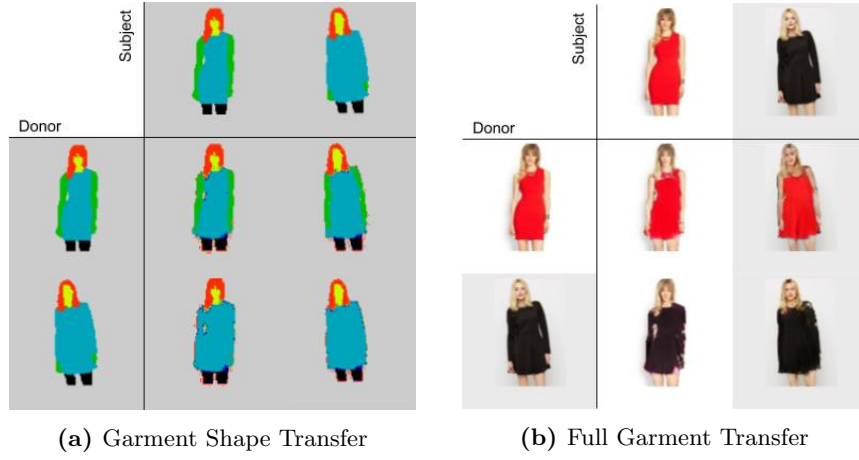 Subject
Donor
Subject
Donor
(a) Garment Shape Transfer
(b) Full Garment Transfer